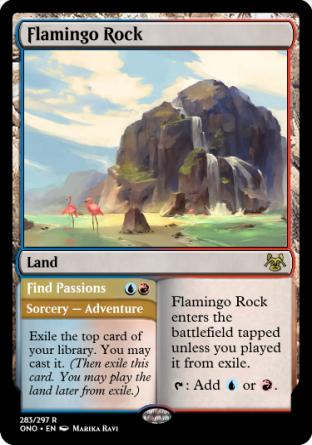 Flamingo Rock
Land
Find Passions
Sorcery — Adventure
Exile the top card of
your library. You may
cast it. (Then exile this
card. You may play the
land later from exile.)
Flamingo Rock
enters the
battlefield tapped
unless you played
it from exile.
: Add or .
283/297 R
ONO • EN Marika Ravi